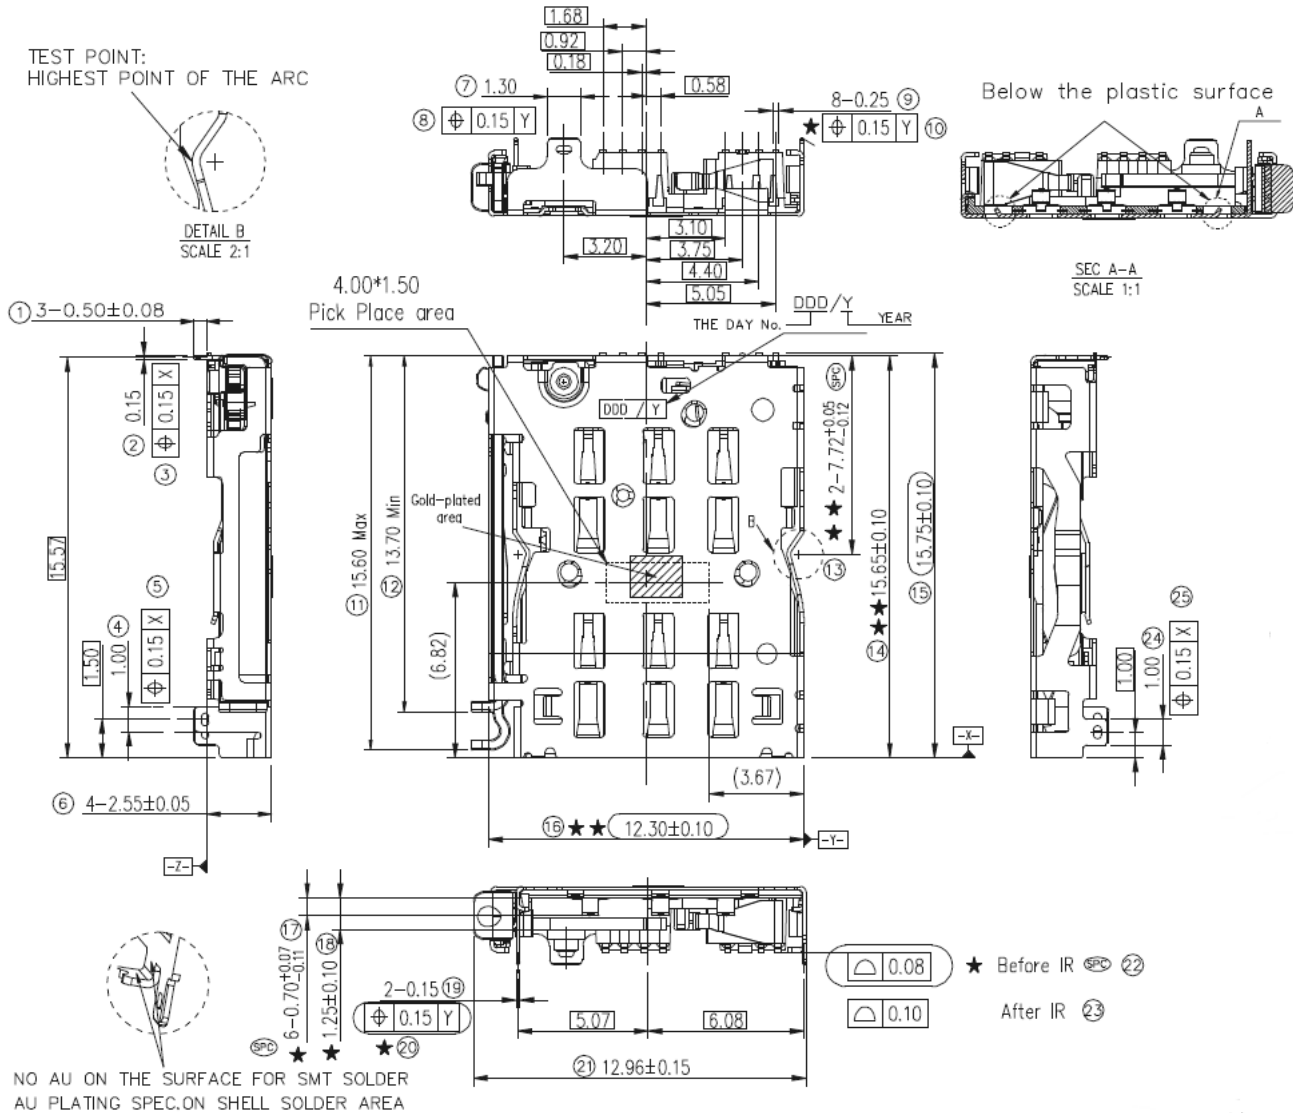 TEST POINT:
HIGHEST POINT OF THE ARC
DETAIL B
SCALE 2:1
1.68
0.92
0.18
0.58
⑦ 1.30
⑧ ⌖ 0.15 Y
8-0.25 ⑨
★ ⌖ 0.15 Y ⑩
3.10
3.20
3.75
4.40
5.05
Below the plastic surface
A
SEC A-A
SCALE 1:1
4.00*1.50
Pick Place area
DDD/Y
THE DAY No.
YEAR
① 3-0.50±0.08
0.15 ②
⌖ 0.15 X
③
15.57
⑤
⌖ 0.15 X
1.00 ④
1.50
⑥ 4-2.55±0.05
-Z-
DDD / Y
Gold-plated
area
⑪ 15.60 Max
⑫ 13.70 Min
(6.82)
B
⑬
★ ★ 2-7.72+0.05 -0.12 SPC
⑭ ★★ 15.65±0.10
⑮ 15.75±0.10
-X-
(3.67)
⑯ ★★ 12.30±0.10
-Y-
㉕
⌖ 0.15 X
1.00 ㉔
1.00
SPC ★ 6-0.70+0.07 -0.11 ⑰
★ 1.25±0.10 ⑱
2-0.15 ⑲
⌖ 0.15 Y
★ ⑳
5.07
6.08
㉑ 12.96±0.15
⌓ 0.08 ★ Before IR SPC ㉒
⌓ 0.10 After IR ㉓
NO AU ON THE SURFACE FOR SMT SOLDER
AU PLATING SPEC.ON SHELL SOLDER AREA